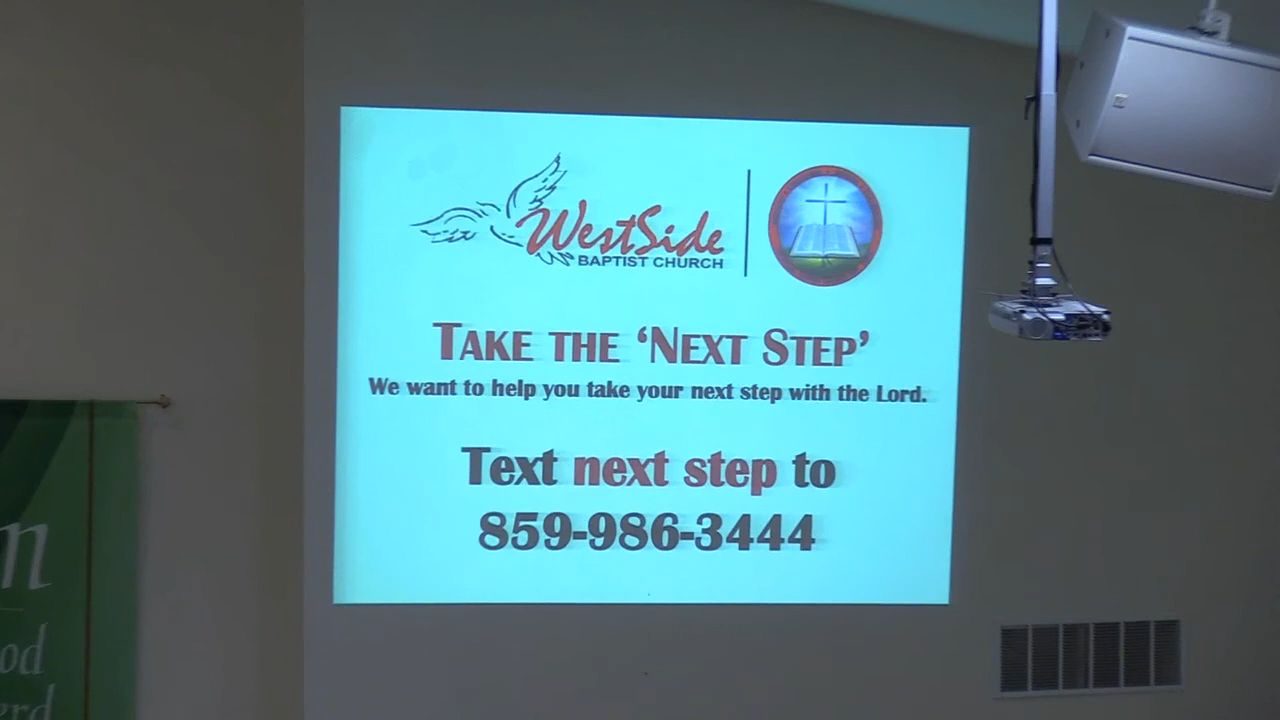 WestSide
BAPTIST CHURCH
TAKE THE ‘NEXT STEP’
We want to help you take your next step with the Lord.
Text next step to
859-986-3444